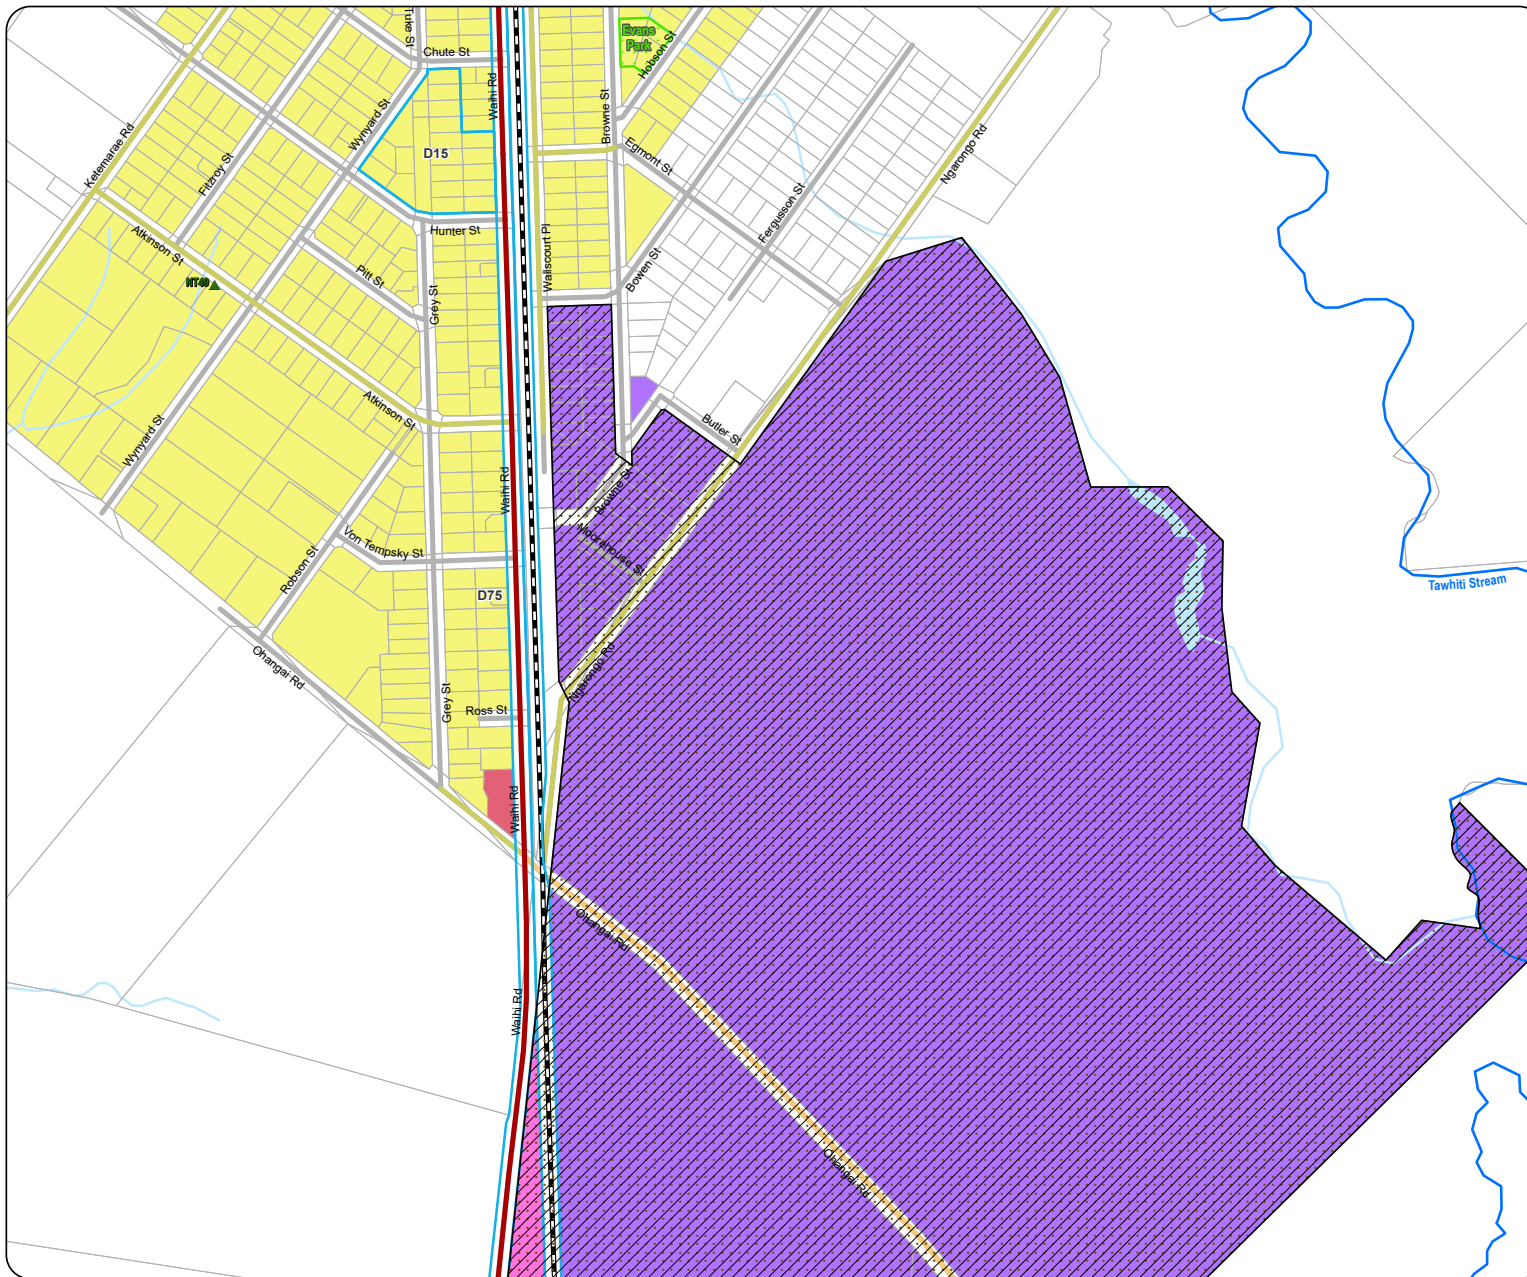 Tuke St
Chute St
Evans
Park
Hobson St
Waihi Rd
Wynyard St
Browne St
Ketemarae Rd
Fitzroy St
D15
Egmont St
Ngarongo Rd
Fergusson St
Atkinson St
Hunter St
Wallscourt Pl
Bowen St
NT40
Pitt St
Grey St
Atkinson St
Butler St
Wynyard St
Waihi Rd
Browne St
Moorehouse St
Von Tempsky St
Robson St
D75
Tawhiti Stream
Ohangai Rd
Grey St
Ross St
Ngarongo Rd
Waihi Rd
Ohangai Rd
Waihi Rd
Ohangai Rd